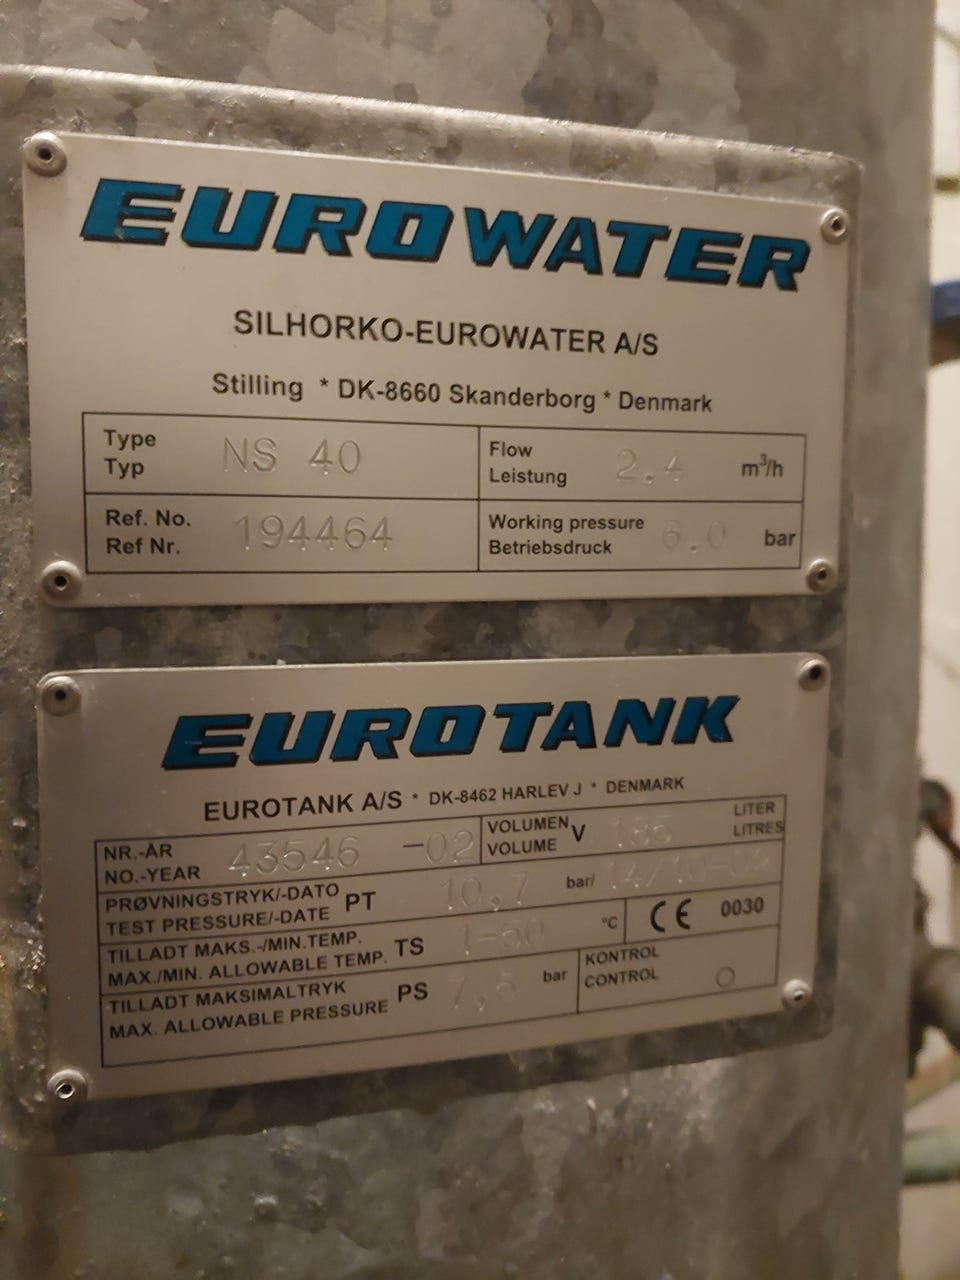 EUROWATER
SILHORKO-EUROWATER A/S
Stilling * DK-8660 Skanderborg * Denmark
Type
Typ NS 40
Flow
Leistung 2.4 m³/h
Ref. No.
Ref Nr. 194464
Working pressure
Betriebsdruck 6.0 bar
EUROTANK
EUROTANK A/S * DK-8462 HARLEV J * DENMARK
NR.-ÅR
NO.-YEAR 43546 -02
VOLUMEN
VOLUME V LITER
LITRES
PRØVNINGSTRYK/-DATO
TEST PRESSURE/-DATE PT 10,7 bar/
TILLADT MAKS.-/MIN.TEMP.
MAX./MIN. ALLOWABLE TEMP. TS 1-50 °C
CE 0030
TILLADT MAKSIMALTRYK
MAX. ALLOWABLE PRESSURE PS bar
KONTROL
CONTROL